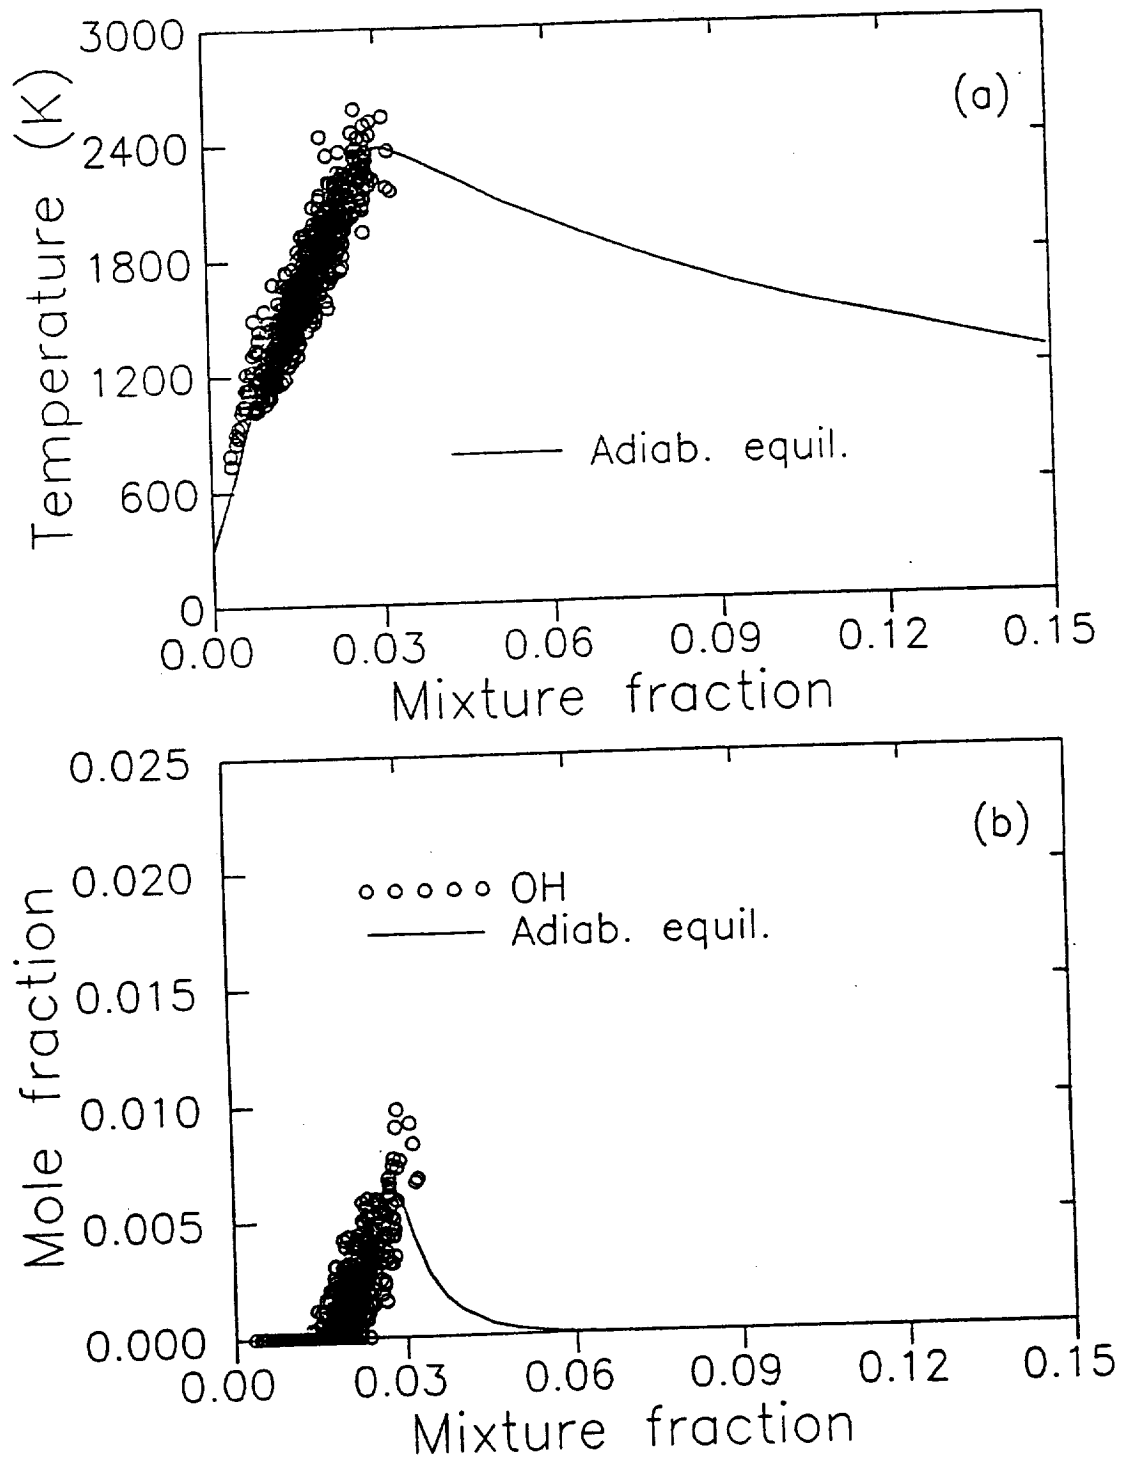 3000
(a)
2400
1800
1200
600
0
Temperature (K)
Adiab. equil.
0.00 0.03 0.06 0.09 0.12 0.15
Mixture fraction
0.025
(b)
0.020
0.015
0.010
0.005
0.000
Mole fraction
OH
Adiab. equil.
0.00 0.03 0.06 0.09 0.12 0.15
Mixture fraction